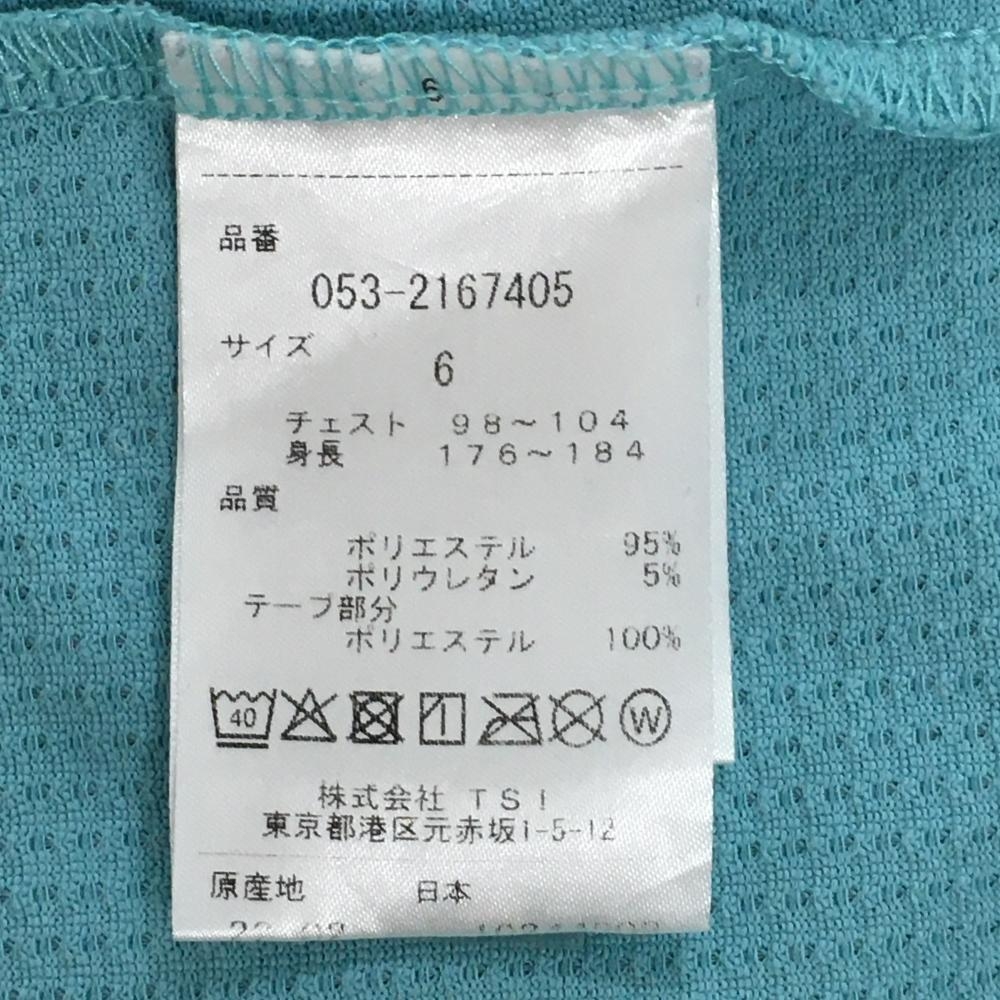 6
品番
053-2167405
サイズ
6
チェスト 98~104
身長 176~184
品質
ポリエステル 95%
ポリウレタン 5%
テープ部分
ポリエステル 100%
40 W
株式会社 TSI
東京都港区元赤坂1-5-12
原産地 日本